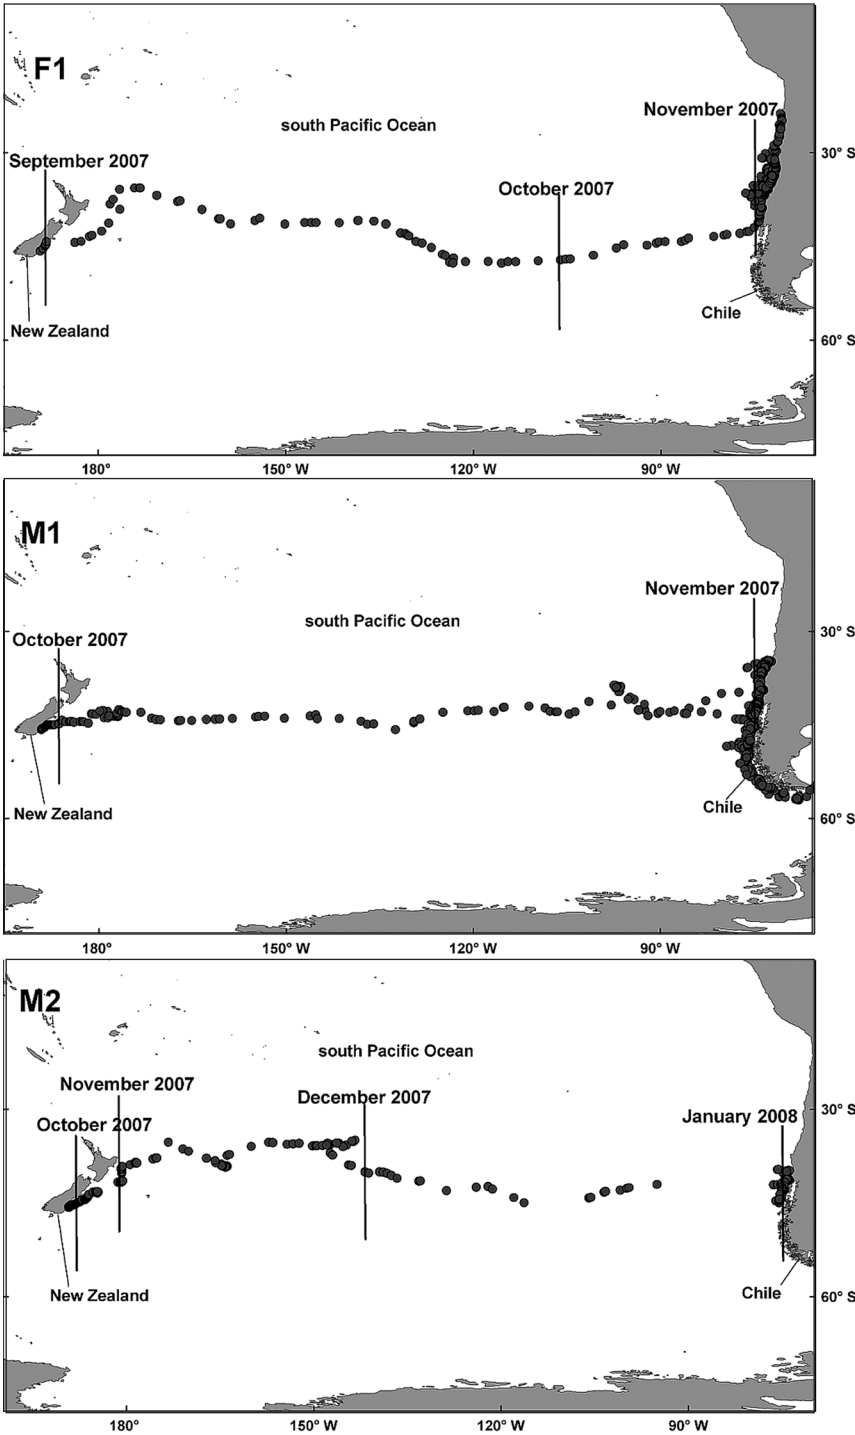 F1
November 2007
south Pacific Ocean
30° S
September 2007
October 2007
Chile
New Zealand
60° S
180°
150° W
120° W
90° W
M1
November 2007
south Pacific Ocean
30° S
October 2007
Chile
New Zealand
60° S
180°
150° W
120° W
90° W
M2
south Pacific Ocean
November 2007
December 2007
30° S
October 2007
January 2008
Chile
New Zealand
60° S
180°
150° W
120° W
90° W